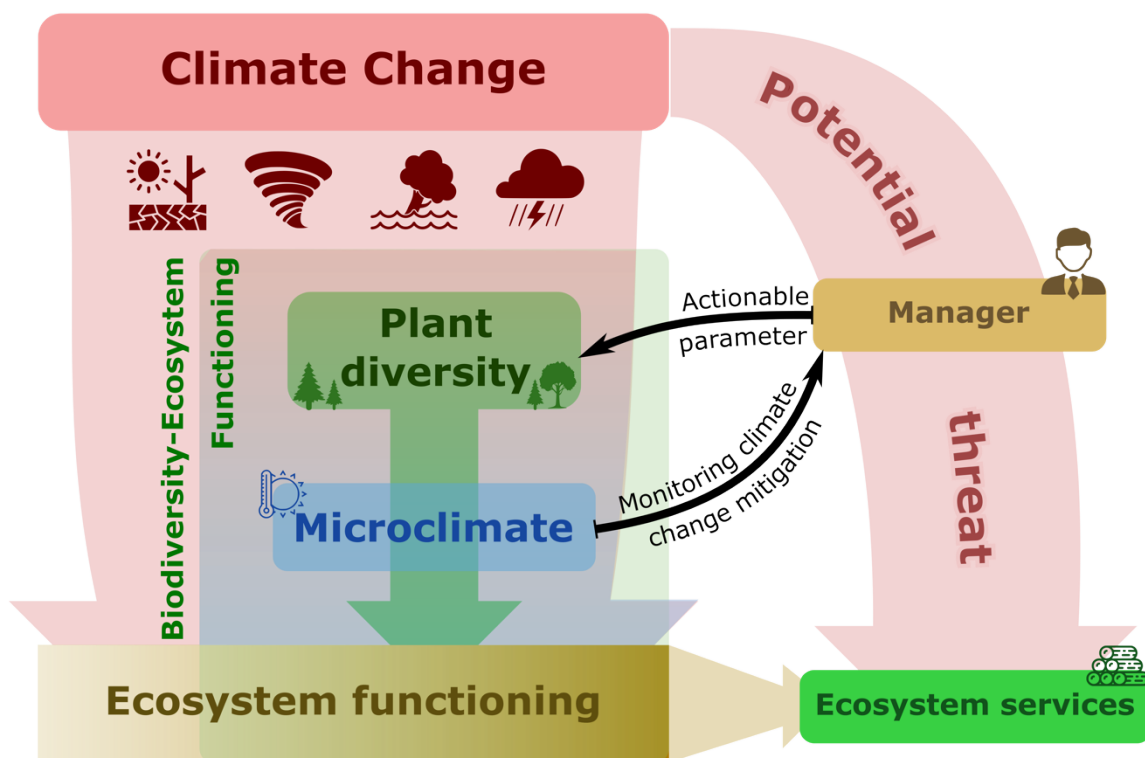 Climate Change
Potential
threat
Biodiversity-Ecosystem
Functioning
Plant
diversity
Actionable
parameter
Manager
Monitoring climate
change mitigation
Microclimate
Ecosystem functioning
Ecosystem services